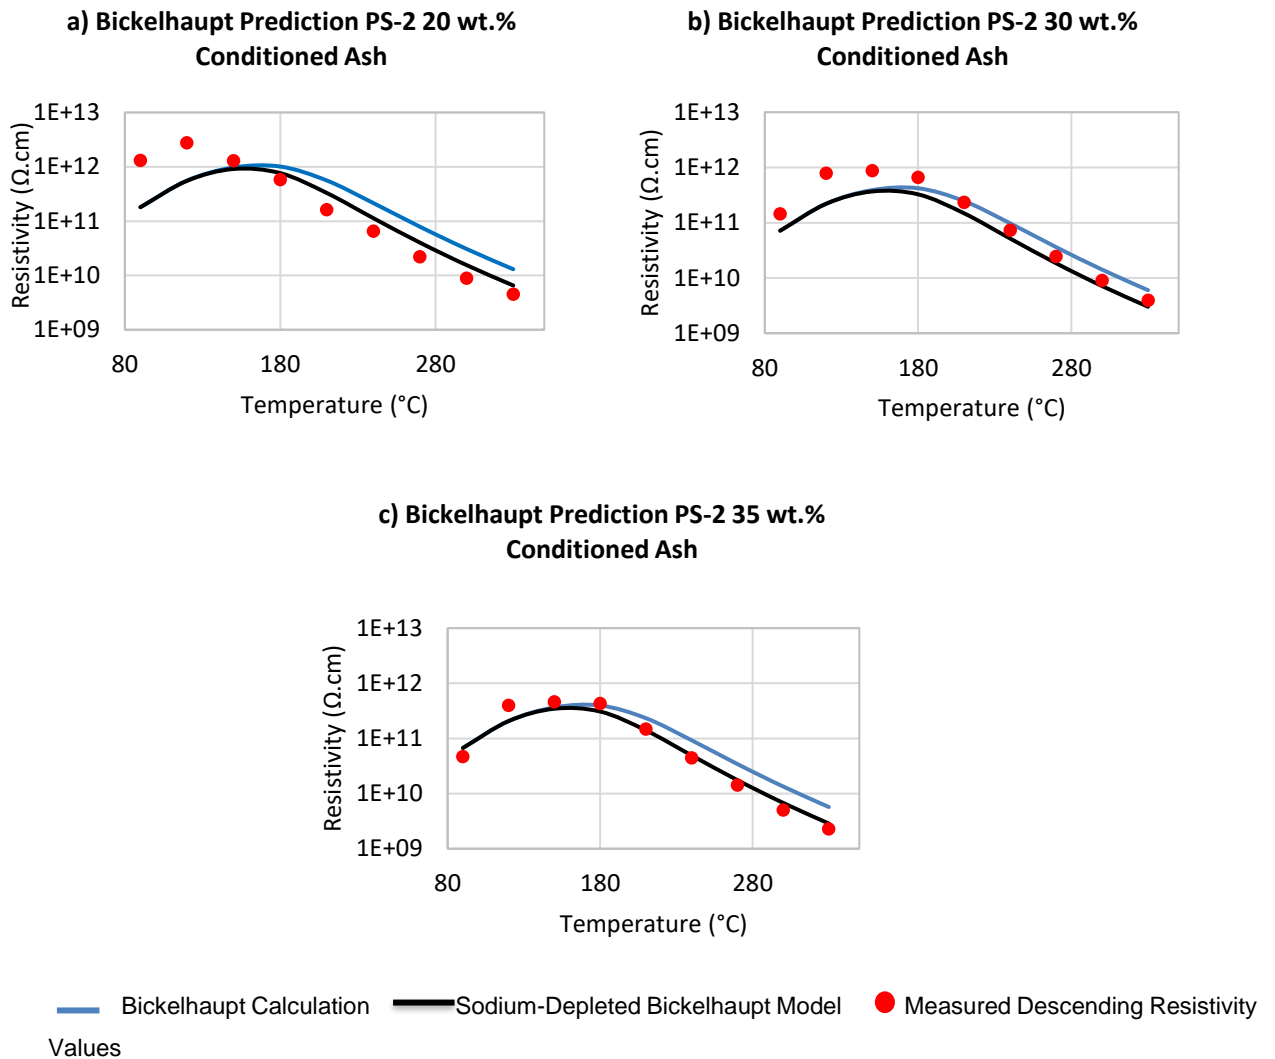 a) Bickelhaupt Prediction PS-2 20 wt.%
Conditioned Ash
1E+13
1E+12
1E+11
1E+10
1E+09
Resistivity (Ω.cm)
80 180 280
Temperature (°C)
b) Bickelhaupt Prediction PS-2 30 wt.%
Conditioned Ash
1E+13
1E+12
1E+11
1E+10
1E+09
Resistivity (Ω.cm)
80 180 280
Temperature (°C)
c) Bickelhaupt Prediction PS-2 35 wt.%
Conditioned Ash
1E+13
1E+12
1E+11
1E+10
1E+09
Resistivity (Ω.cm)
80 180 280
Temperature (°C)
Bickelhaupt Calculation Sodium-Depleted Bickelhaupt Model Measured Descending Resistivity
Values